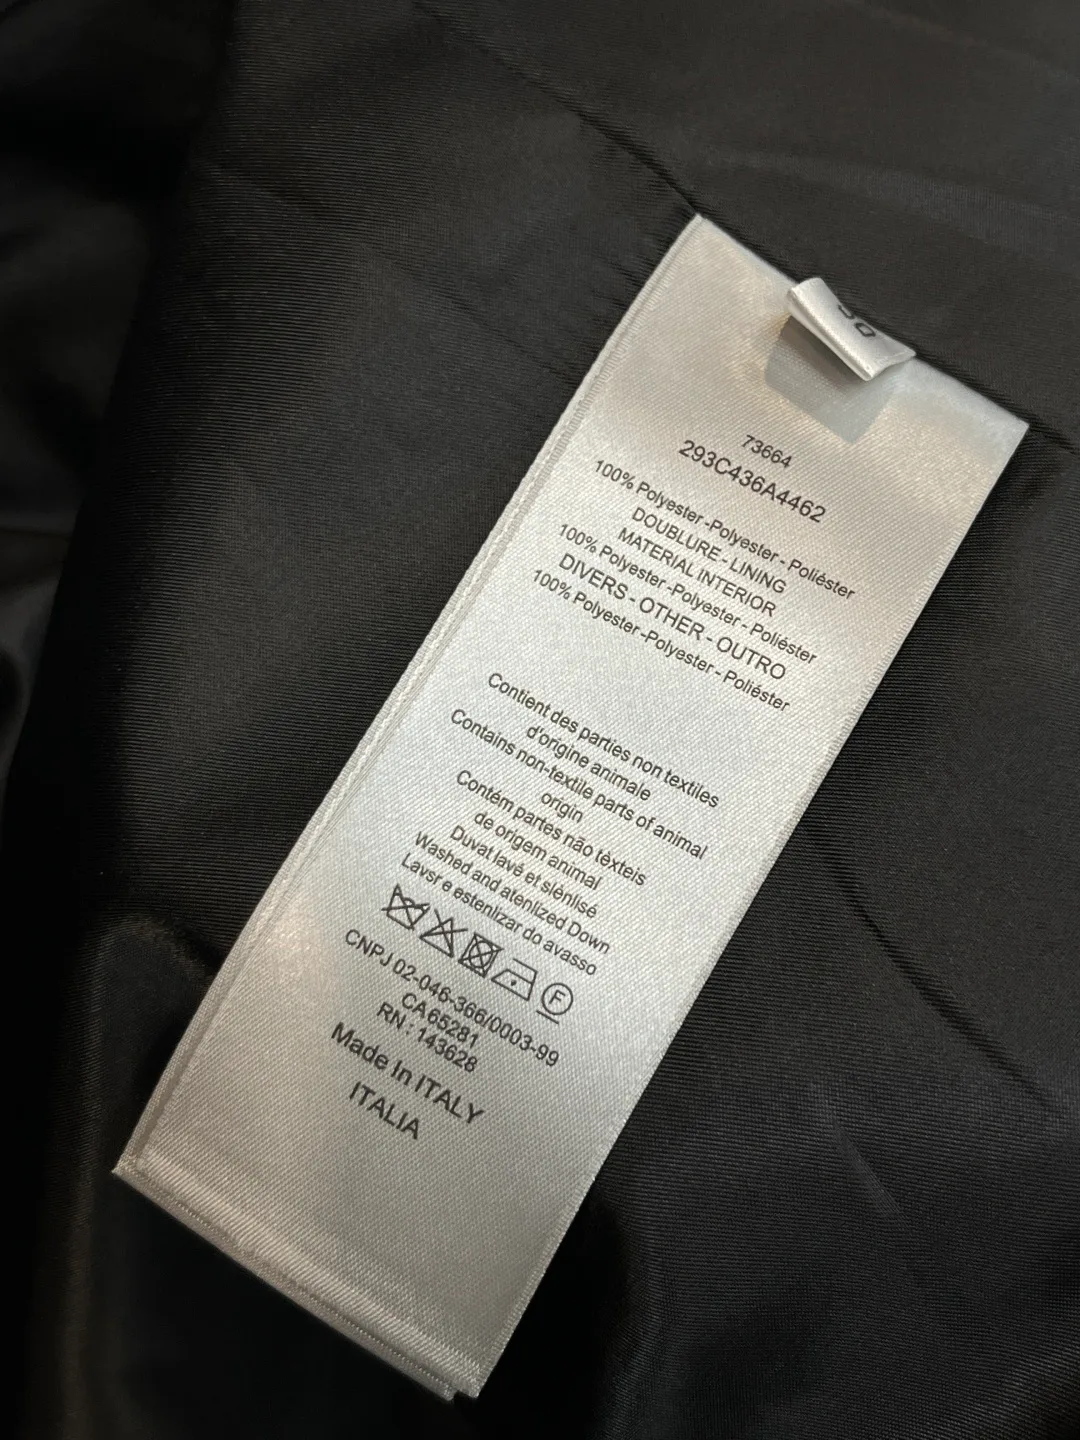 50
73664
293C436A4462
100% Polyester -Polyester - Poliéster
DOUBLURE - LINING
MATERIAL INTERIOR
100% Polyester -Polyester - Poliéster
DIVERS - OTHER - OUTRO
100% Polyester -Polyester - Poliéster
Contient des parties non textiles
d'origine animale
Contains non-textile parts of animal
origin
Contém partes não tèxteis
de origem animal
Duvat lavé et slénlisé
Washed and atenlized Down
Lavsr e estenlizar do avasso
F
CNPJ 02-046-366/0003-99
CA 65281
RN : 143628
Made In ITALY
ITALIA